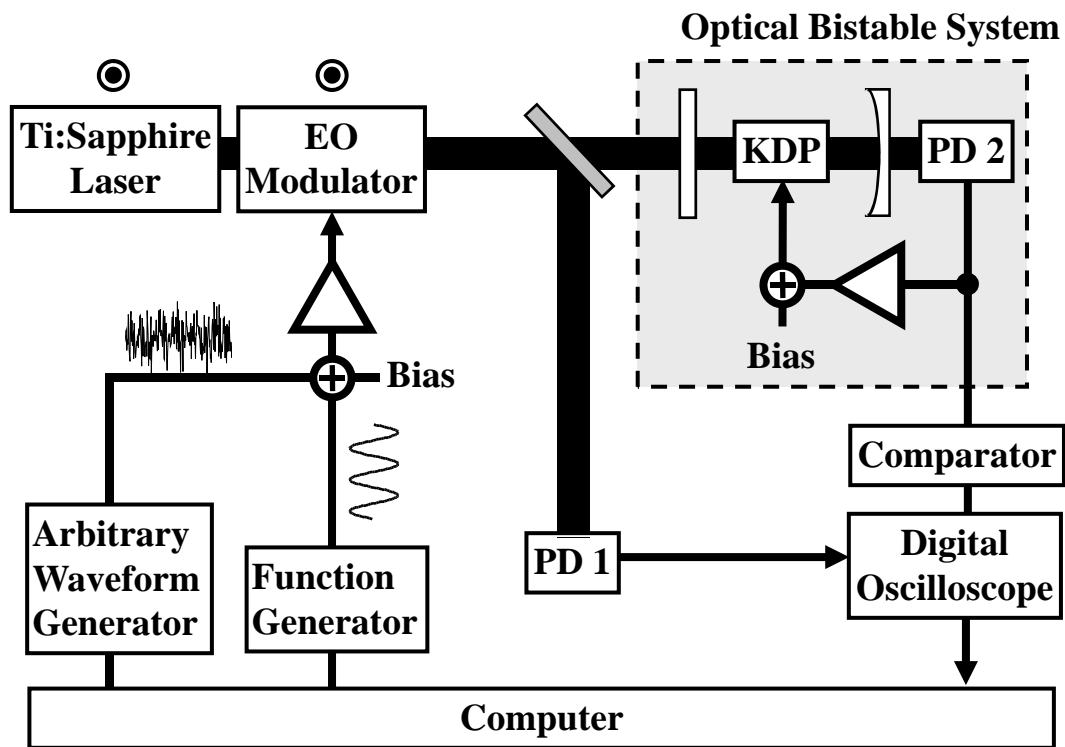 Optical Bistable System
Ti:Sapphire
Laser
EO
Modulator
KDP
PD 2
Bias
Bias
Comparator
Arbitrary
Waveform
Generator
Function
Generator
PD 1
Digital
Oscilloscope
Computer